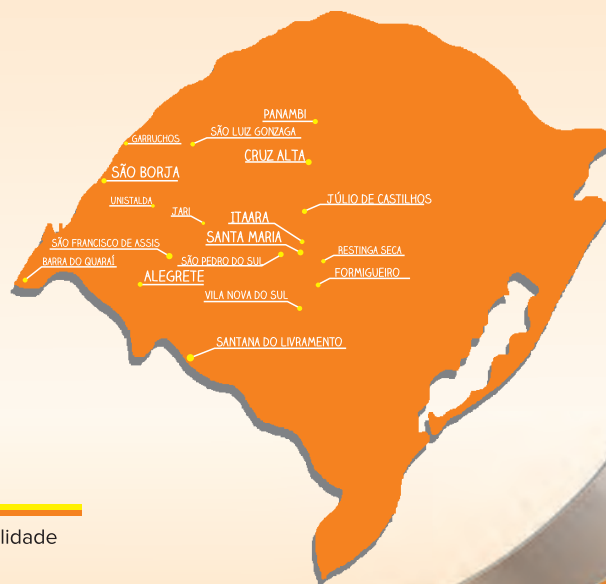 PANAMBI
GARRUCHOS
SÃO LUIZ GONZAGA
CRUZ ALTA
SÃO BORJA
UNISTALDA
JARI
JÚLIO DE CASTILHOS
ITAARA
SANTA MARIA
SÃO FRANCISCO DE ASSIS
RESTINGA SECA
BARRA DO QUARAÍ
SÃO PEDRO DO SUL
ALEGRETE
FORMIGUEIRO
VILA NOVA DO SUL
SANTANA DO LIVRAMENTO
lidade